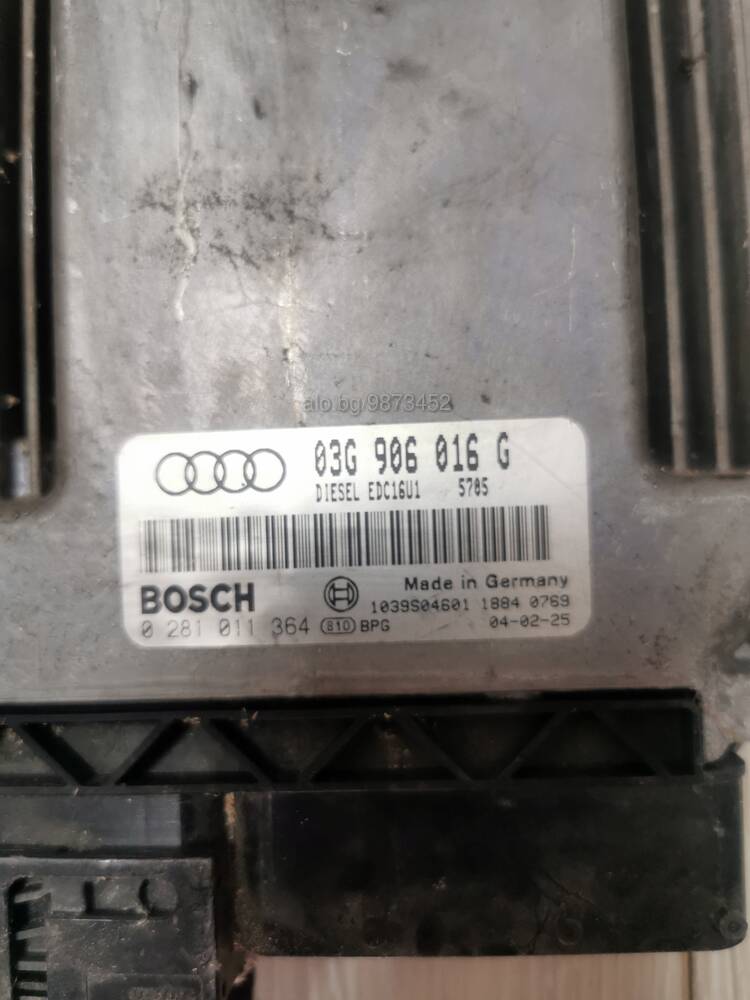 alo.bg/9873452
03G 906 016 G
DIESEL EDC16U1 5705
BOSCH
Made in Germany
1039S04601 1884 0769
0 281 011 364 810 BPG 04-02-25